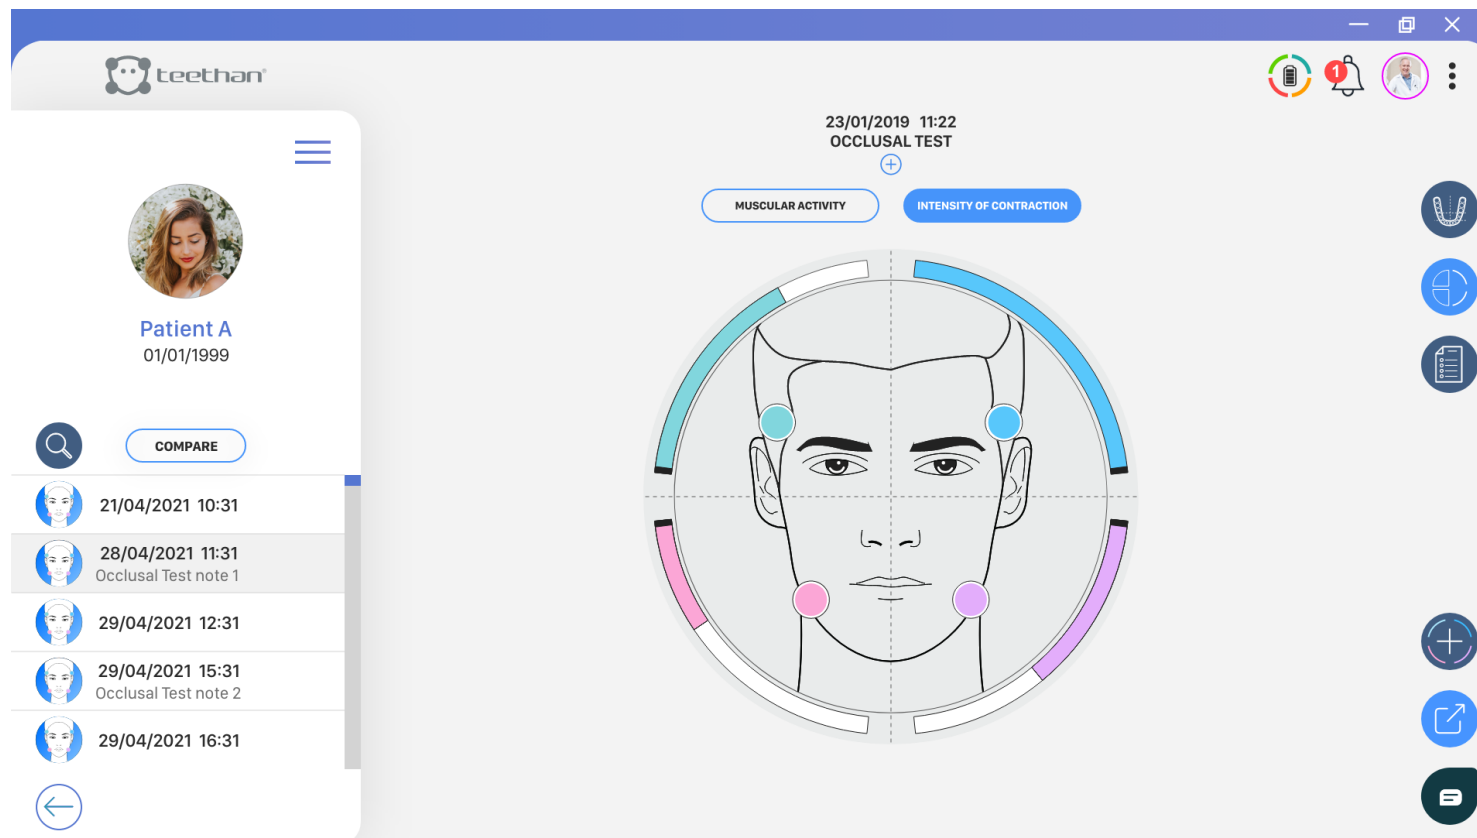 teethan®
1
23/01/2019 11:22
OCCLUSAL TEST
MUSCULAR ACTIVITY
INTENSITY OF CONTRACTION
Patient A
01/01/1999
COMPARE
21/04/2021 10:31
28/04/2021 11:31
Occlusal Test note 1
29/04/2021 12:31
29/04/2021 15:31
Occlusal Test note 2
29/04/2021 16:31